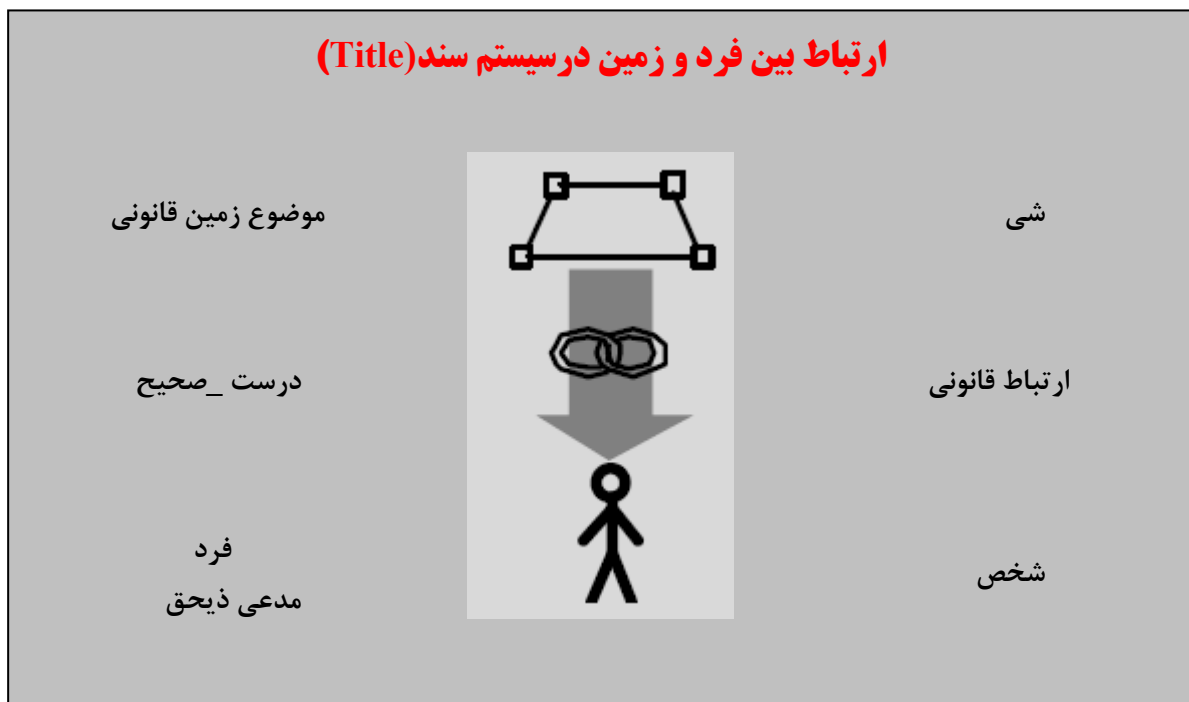 ارتباط بین فرد و زمین درسیستم سند(Title)
شی
موضوع زمین قانونی
ارتباط قانونی
درست _صحیح
شخص
فرد
مدعی ذیحق